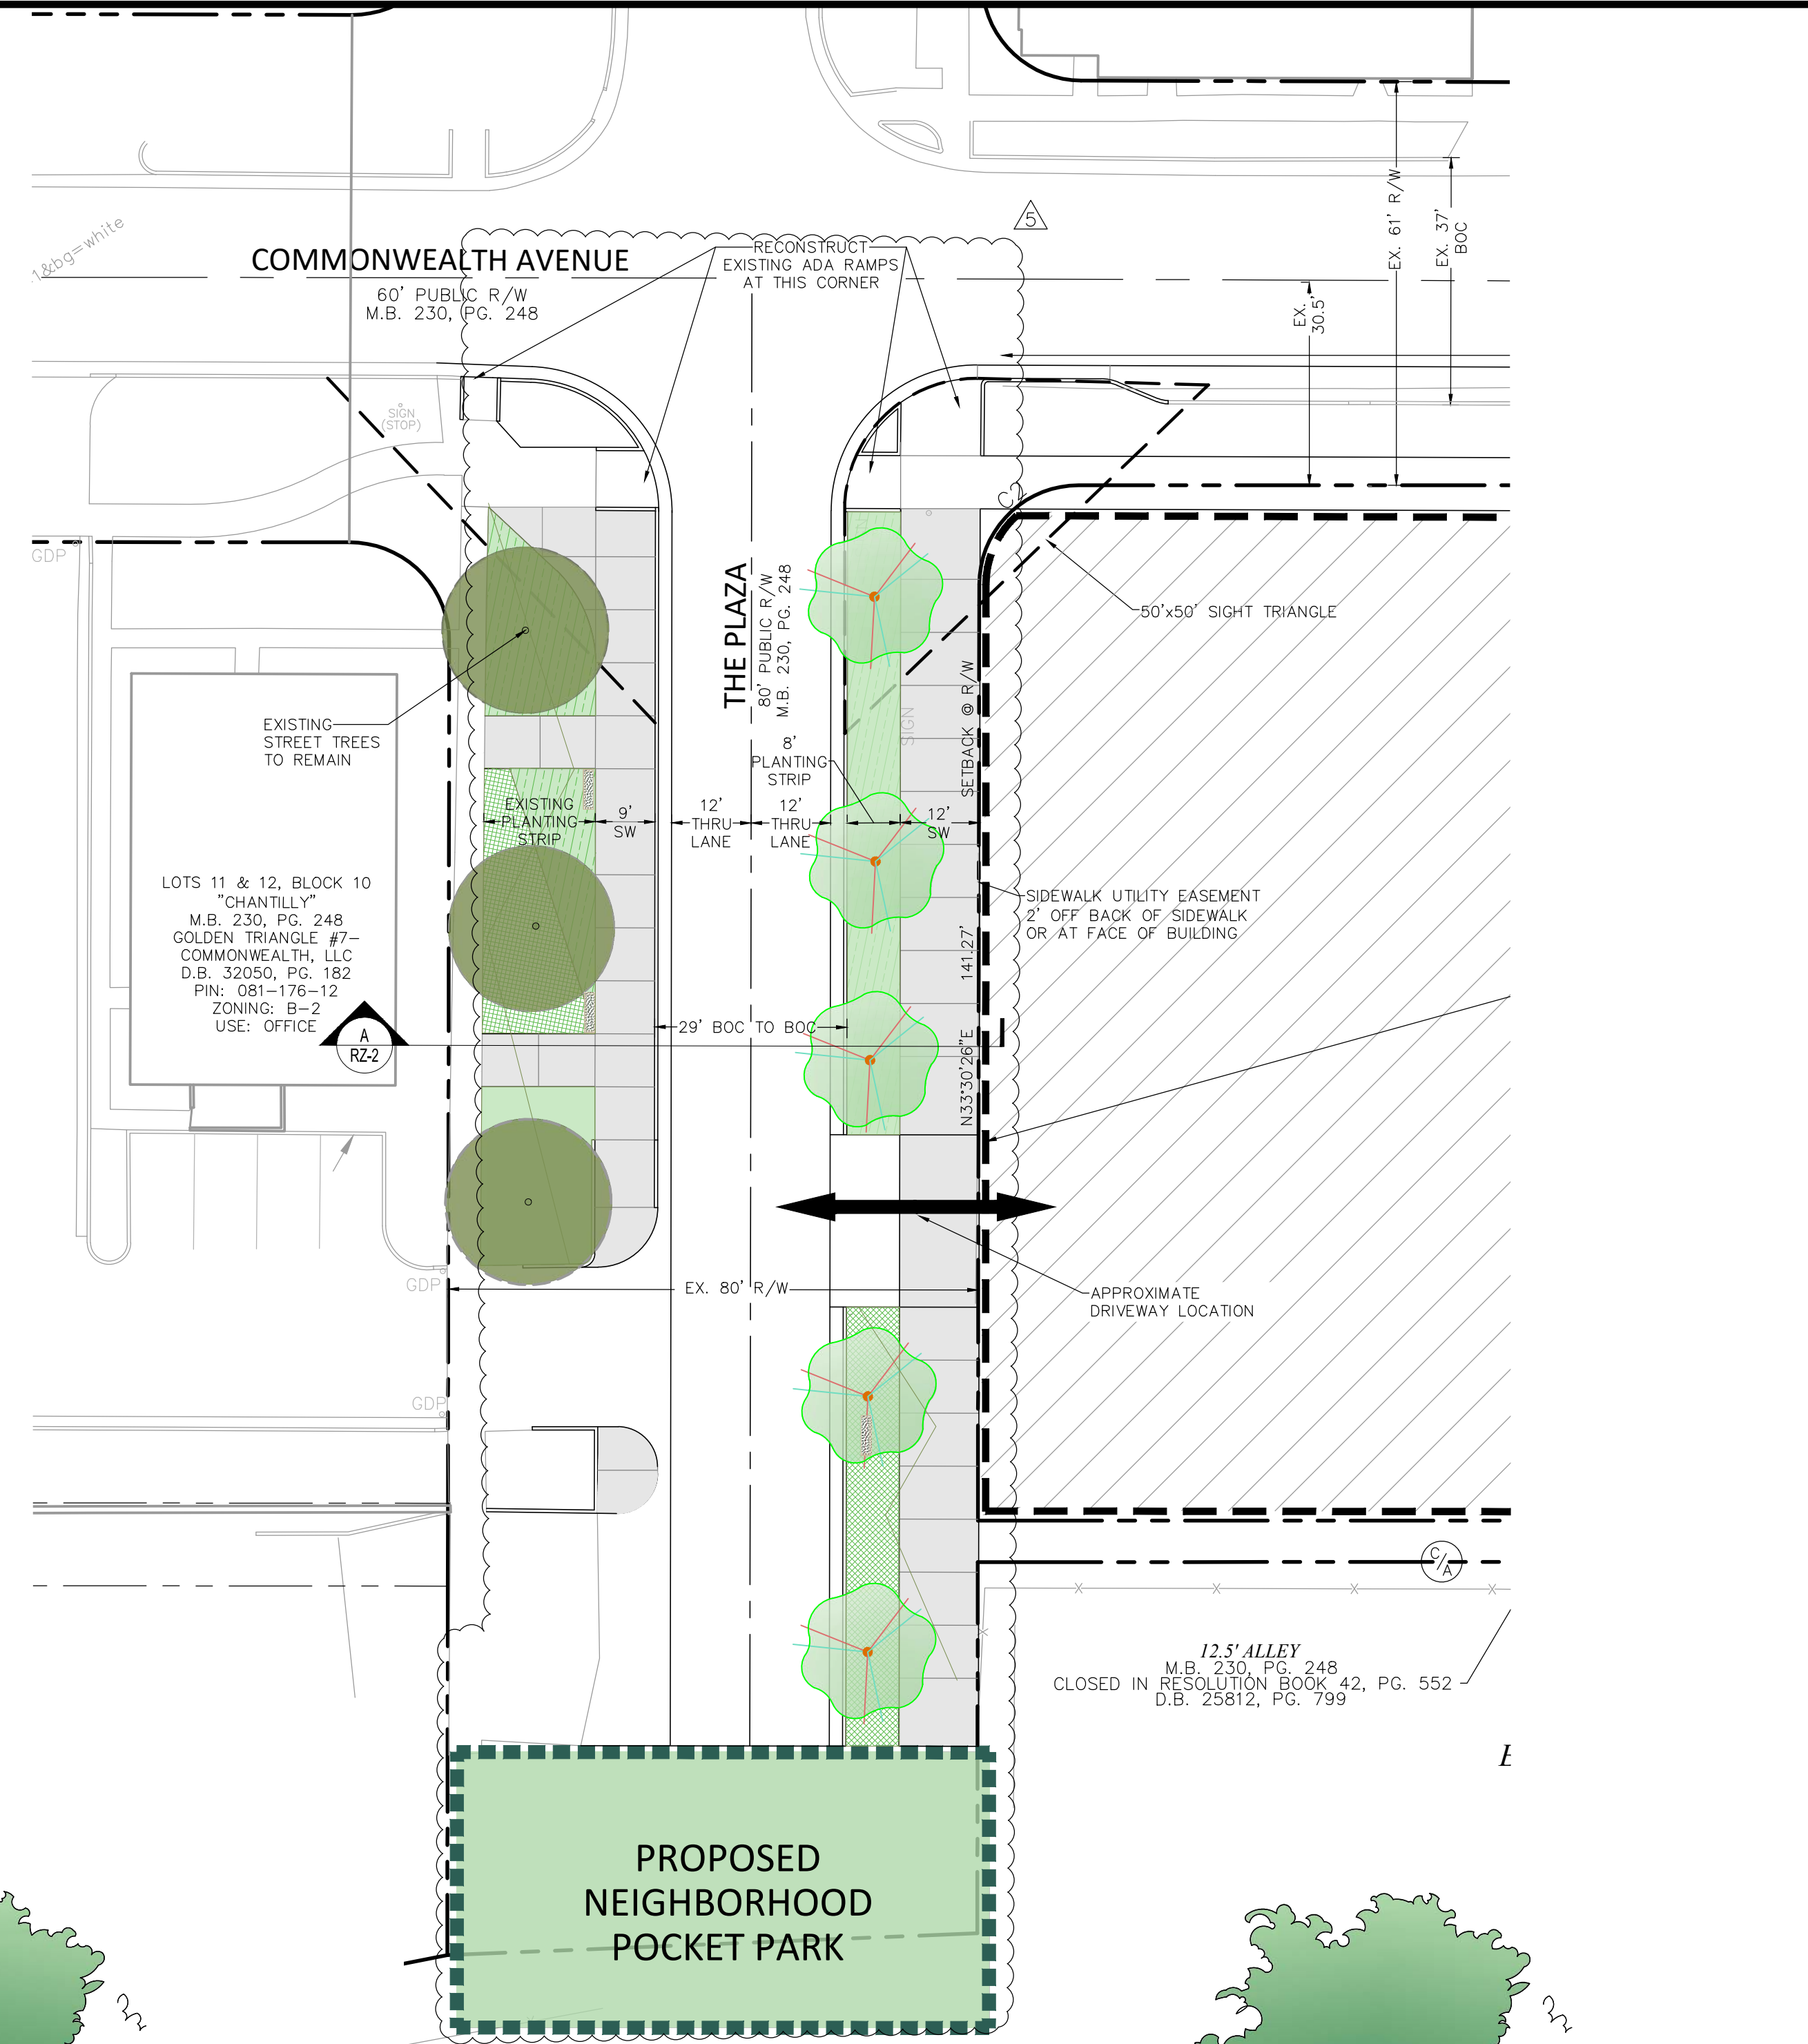 5
EX. 61' R/W
EX. 37'
BOC
1&bg=white
COMMONWEALTH AVENUE
60' PUBLIC R/W
M.B. 230, PG. 248
RECONSTRUCT
EXISTING ADA RAMPS
AT THIS CORNER
EX.
30.5'
SIGN
(STOP)
C2
GDP
THE PLAZA
80' PUBLIC R/W
M.B. 230, PG. 248
50'x50' SIGHT TRIANGLE
SETBACK @ R/W
SIGN
EXISTING
STREET TREES
TO REMAIN
8'
PLANTING
STRIP
EXISTING
PLANTING
STRIP
9'
SW
12'
THRU
LANE
12'
THRU
LANE
12'
SW
LOTS 11 & 12, BLOCK 10
"CHANTILLY"
M.B. 230, PG. 248
GOLDEN TRIANGLE #7-
COMMONWEALTH, LLC
D.B. 32050, PG. 182
PIN: 081-176-12
ZONING: B-2
USE: OFFICE
SIDEWALK UTILITY EASEMENT
2' OFF BACK OF SIDEWALK
OR AT FACE OF BUILDING
N33°30'26"E 141.27'
29' BOC TO BOC
A
RZ-2
GDP
EX. 80' R/W
APPROXIMATE
DRIVEWAY LOCATION
GDP
C/A
12.5' ALLEY
M.B. 230, PG. 248
CLOSED IN RESOLUTION BOOK 42, PG. 552
D.B. 25812, PG. 799
PROPOSED
NEIGHBORHOOD
POCKET PARK